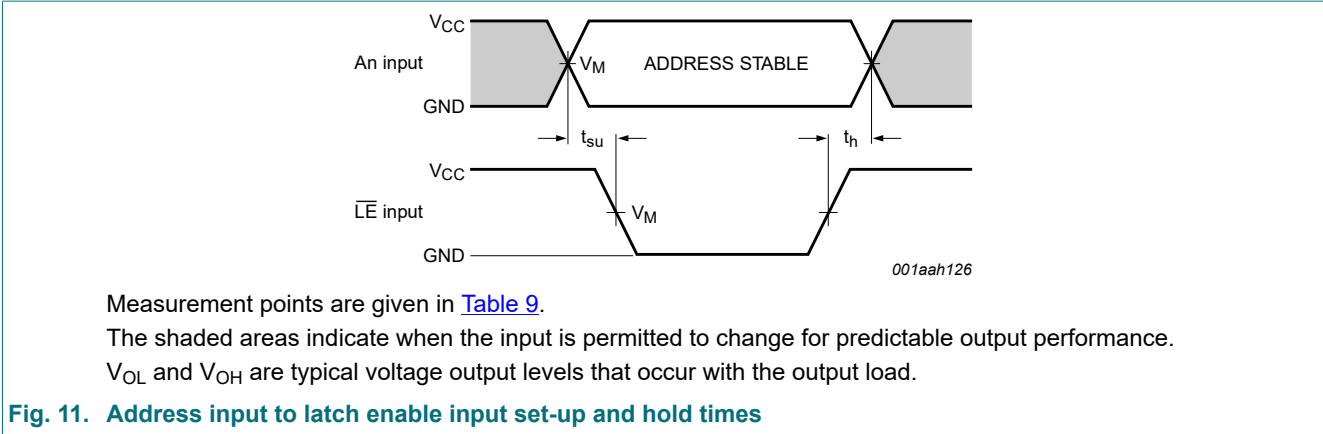 VCC
An input
VM
ADDRESS STABLE
GND
tsu
th
VCC
LE input
VM
GND
001aah126
Measurement points are given in Table 9.
The shaded areas indicate when the input is permitted to change for predictable output performance.
VOL and VOH are typical voltage output levels that occur with the output load.
Fig. 11. Address input to latch enable input set-up and hold times